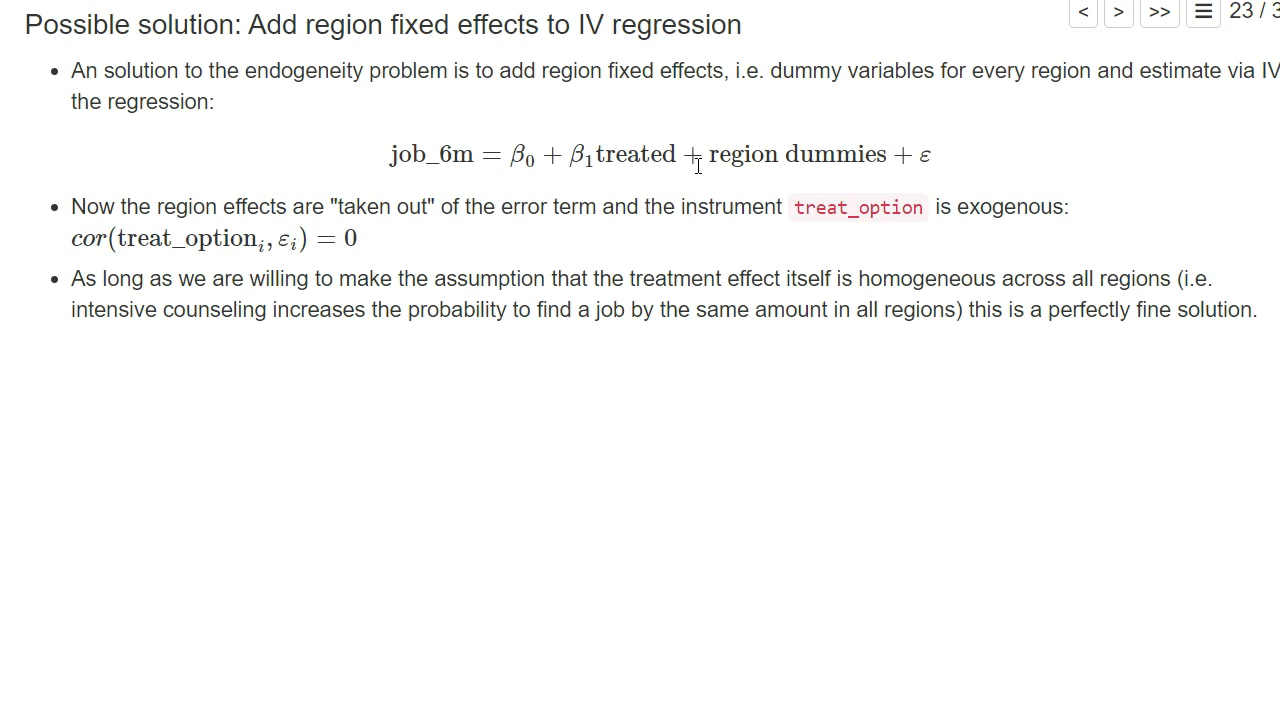 Possible solution: Add region fixed effects to IV regression
< > >> ☰ 23 / 3
• An solution to the endogeneity problem is to add region fixed effects, i.e. dummy variables for every region and estimate via IV
the regression:
job_6m = β₀ + β₁treated + region dummies + ε
• Now the region effects are "taken out" of the error term and the instrument treat_option is exogenous:
cor(treat_optionᵢ, εᵢ) = 0
• As long as we are willing to make the assumption that the treatment effect itself is homogeneous across all regions (i.e.
intensive counseling increases the probability to find a job by the same amount in all regions) this is a perfectly fine solution.